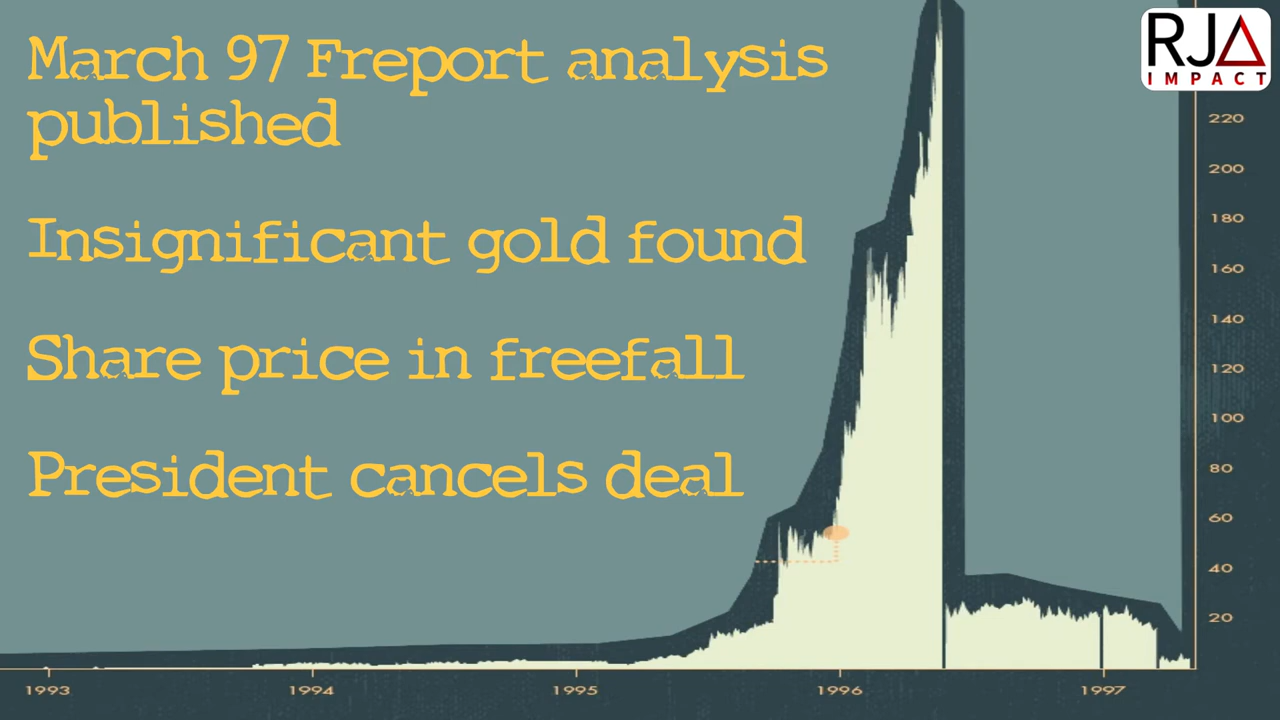 March 97 Freport analysis
published
Insignificant gold found
Share price in freefall
President cancels deal
RJA
IMPACT
220
200
180
160
140
120
100
80
60
40
20
1993
1994
1995
1996
1997